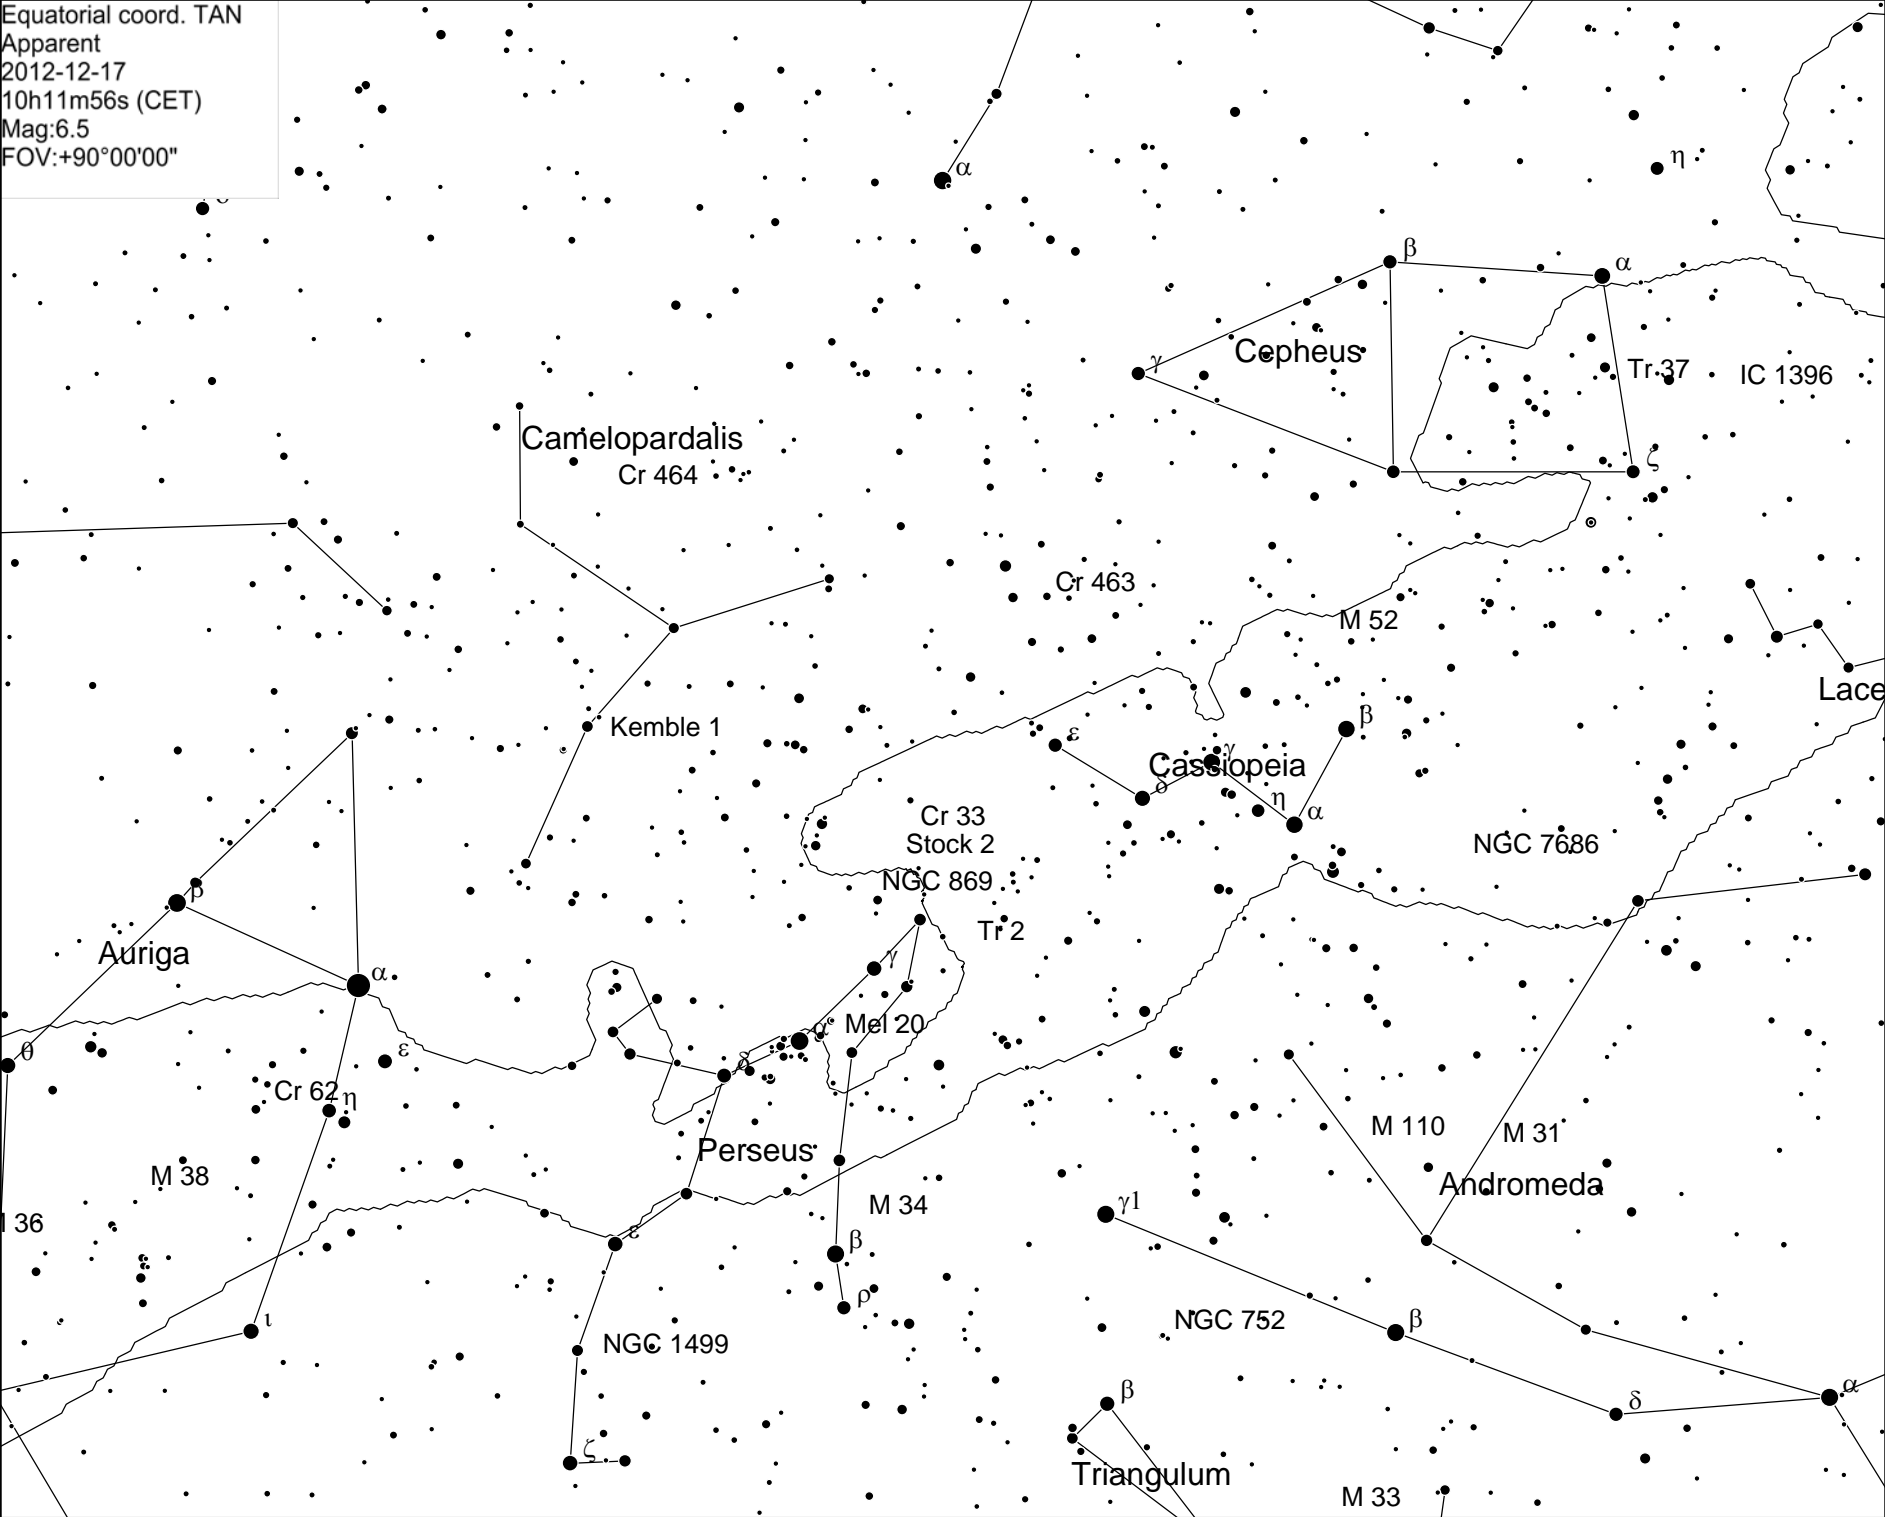 Equatorial coord. TAN
Apparent
2012-12-17
10h11m56s (CET)
Mag:6.5
FOV:+90°00'00"
α
η
β
α
γ
Cepheus
Tr 37
IC 1396
Camelopardalis
Cr 464
ζ
Cr 463
M 52
Lace
Kemble 1
ε
γ
β
Cassiopeia
δ
η
α
Cr 33
Stock 2
NGC 7686
NGC 869
β
Tr 2
Auriga
γ
α
α
Mel 20
θ
ε
δ
Cr 62
η
M 110
M 31
Perseus
M 38
Andromeda
M 34
γ1
36
ε
β
ρ
ι
NGC 1499
NGC 752
β
β
α
δ
ζ
Triangulum
M 33